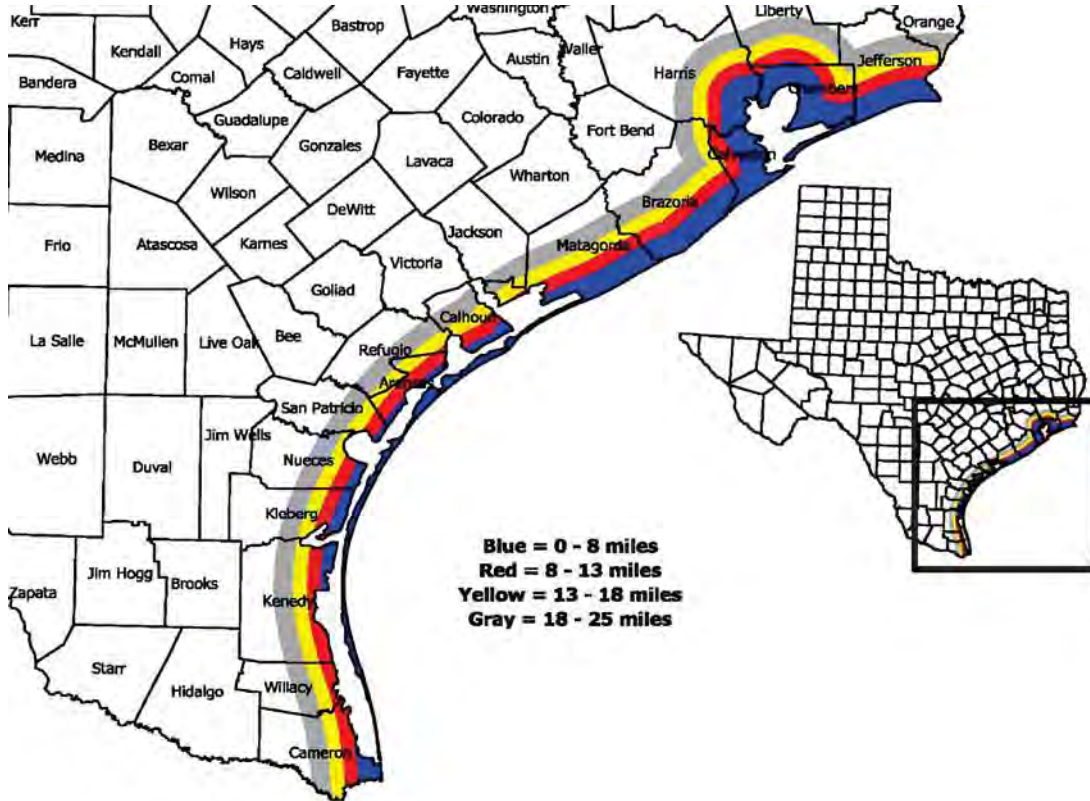 Washington
Liberty
Orange
Kerr
Bastrop
Hays
Kendall
Austin
Waller
Jefferson
Caldwell
Fayette
Harris
Comal
Bandera
Chambers
Colorado
Guadalupe
Fort Bend
Bexar
Gonzales
Medina
Lavaca
Galveston
Wharton
Wilson
Brazoria
DeWitt
Jackson
Frio
Atascosa
Karnes
Matagorda
Victoria
Goliad
Calhoun
La Salle
McMullen
Live Oak
Bee
Refugio
Aransas
San Patricio
Jim Wells
Webb
Duval
Nueces
Kleberg
Blue = 0 - 8 miles
Red = 8 - 13 miles
Yellow = 13 - 18 miles
Gray = 18 - 25 miles
Jim Hogg
Brooks
Zapata
Kenedy
Starr
Hidalgo
Willacy
Cameron